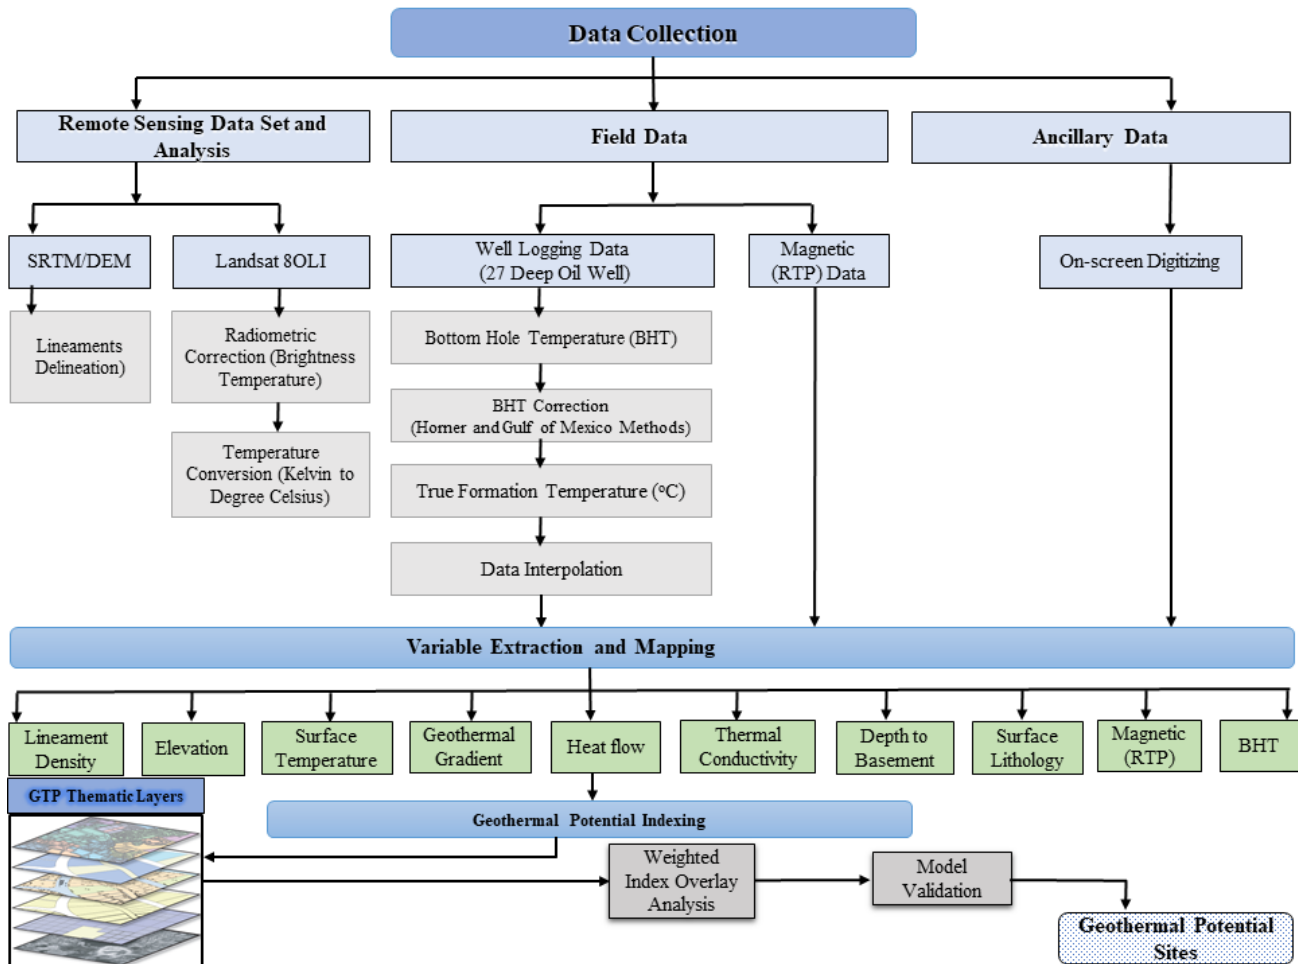 Data Collection
Remote Sensing Data Set and
Analysis
Field Data
Ancillary Data
SRTM/DEM
Landsat 8OLI
Well Logging Data
(27 Deep Oil Well)
Magnetic
(RTP) Data
On-screen Digitizing
Lineaments
Delineation)
Radiometric
Correction (Brightness
Temperature)
Temperature
Conversion (Kelvin to
Degree Celsius)
Bottom Hole Temperature (BHT)
BHT Correction
(Homer and Gulf of Mexico Methods)
True Formation Temperature (°C)
Data Interpolation
Variable Extraction and Mapping
Lineament
Density
Elevation
Surface
Temperature
Geothermal
Gradient
Heat flow
Thermal
Conductivity
Depth to
Basement
Surface
Lithology
Magnetic
(RTP)
BHT
GTP Thematic Layers
Geothermal Potential Indexing
Weighted
Index Overlay
Analysis
Model
Validation
Geothermal Potential
Sites